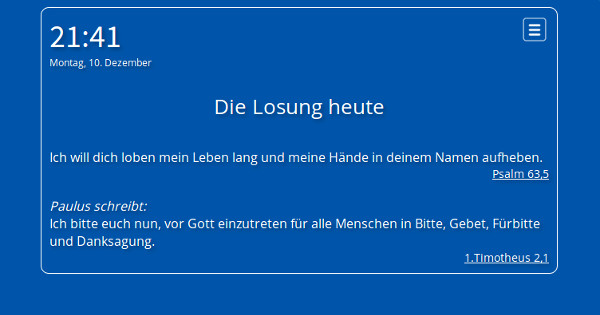 21:41
Montag, 10. Dezember
Die Losung heute
Ich will dich loben mein Leben lang und meine Hände in deinem Namen aufheben.
Psalm 63,5
Paulus schreibt:
Ich bitte euch nun, vor Gott einzutreten für alle Menschen in Bitte, Gebet, Fürbitte
und Danksagung.
1.Timotheus 2,1